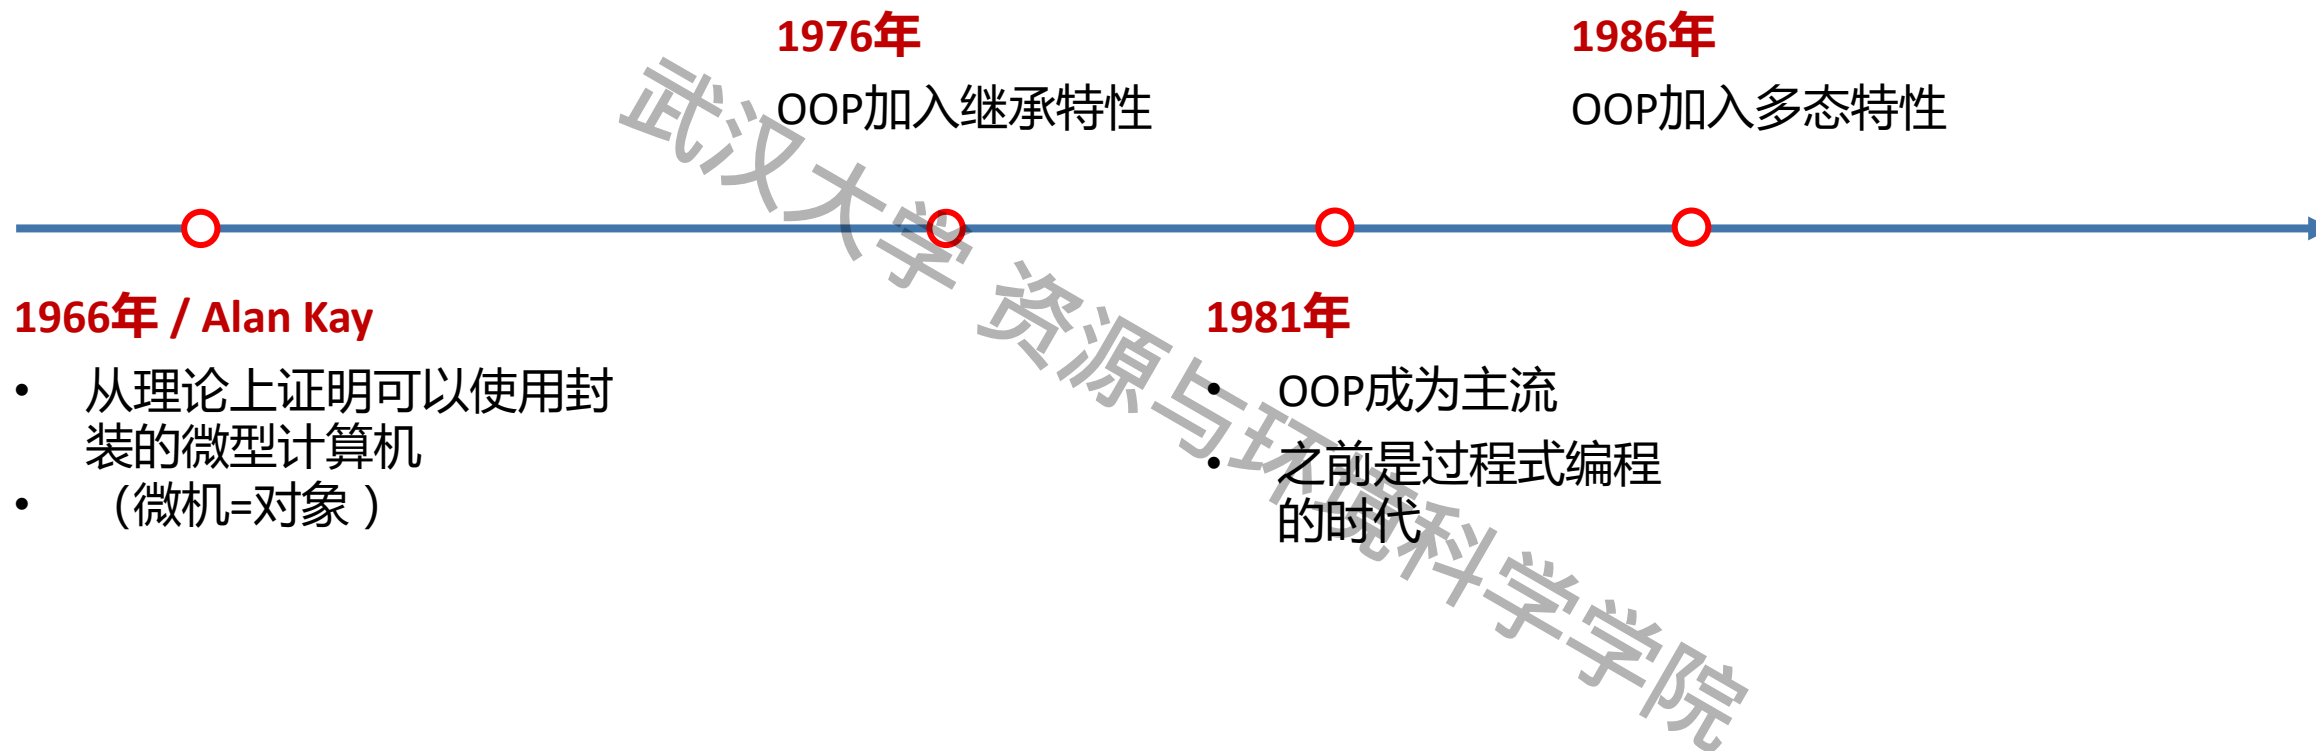 1976年
OOP加入继承特性
1986年
OOP加入多态特性
1966年 / Alan Kay
• 从理论上证明可以使用封
装的微型计算机
• （微机=对象）
1981年
• OOP成为主流
• 之前是过程式编程
的时代
武汉大学 资源与环境科学学院